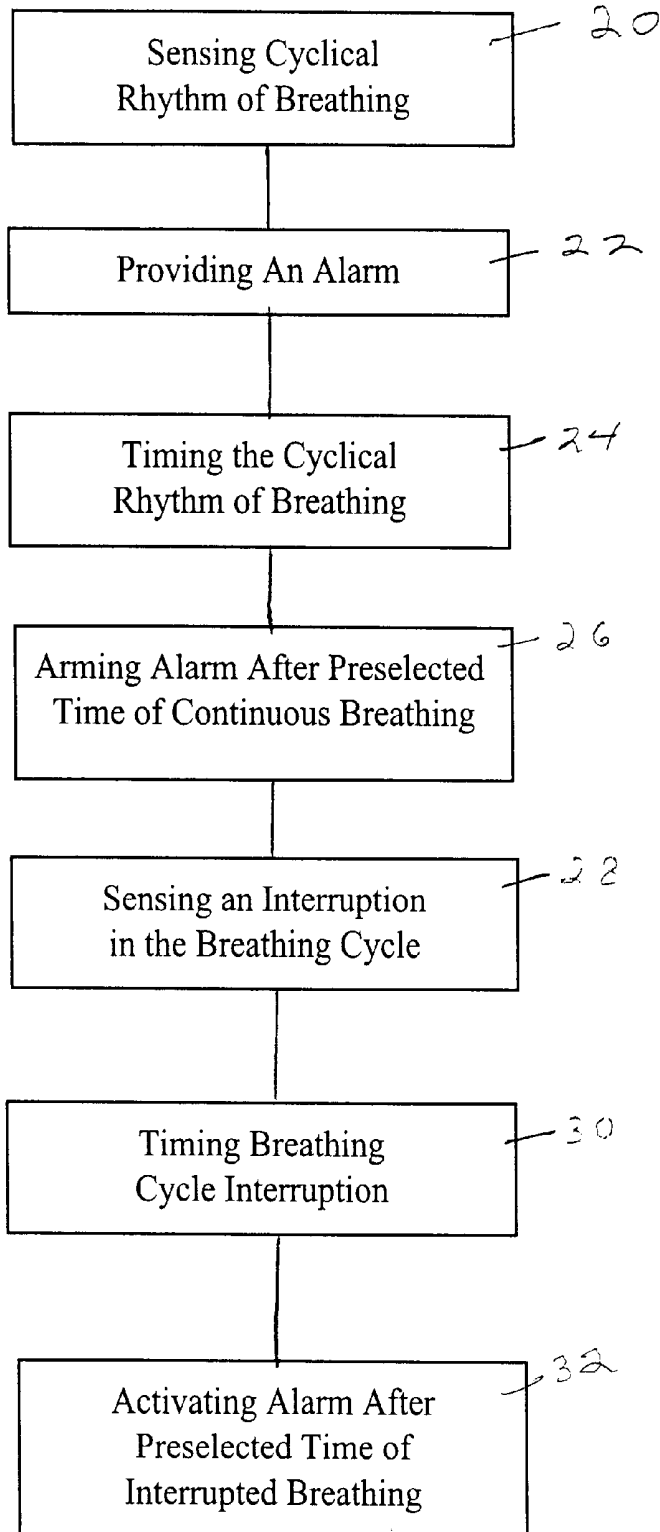 20
Sensing Cyclical
Rhythm of Breathing
22
Providing An Alarm
24
Timing the Cyclical
Rhythm of Breathing
26
Arming Alarm After Preselected
Time of Continuous Breathing
28
Sensing an Interruption
in the Breathing Cycle
30
Timing Breathing
Cycle Interruption
32
Activating Alarm After
Preselected Time of
Interrupted Breathing